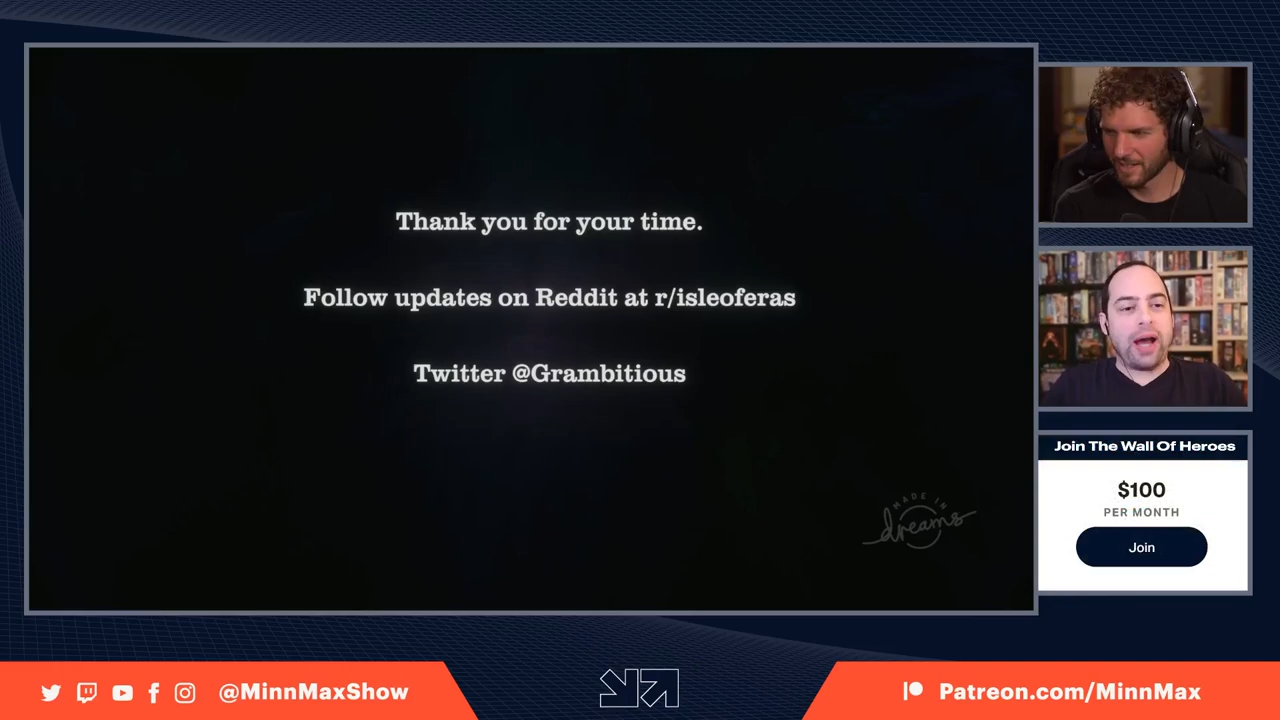 Thank you for your time.
Follow updates on Reddit at r/isleoferas
Twitter @Grambitious
MADE IN
dreams
Join The Wall Of Heroes
$100
PER MONTH
Join
@MinnMaxShow
Patreon.com/MinnMax